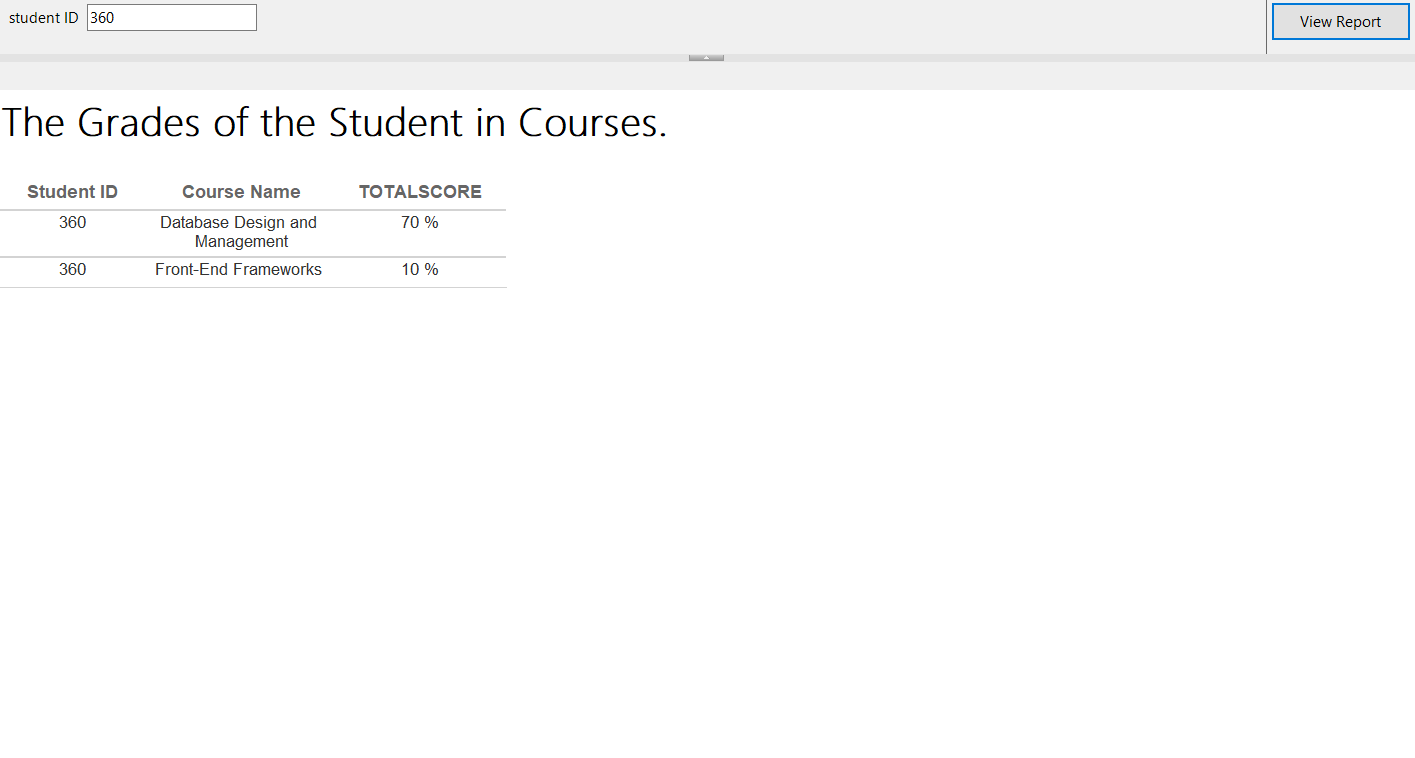 student ID 360 View Report
The Grades of the Student in Courses.
Student ID Course Name TOTALSCORE
360 Database Design and 70 %
Management
360 Front-End Frameworks 10 %